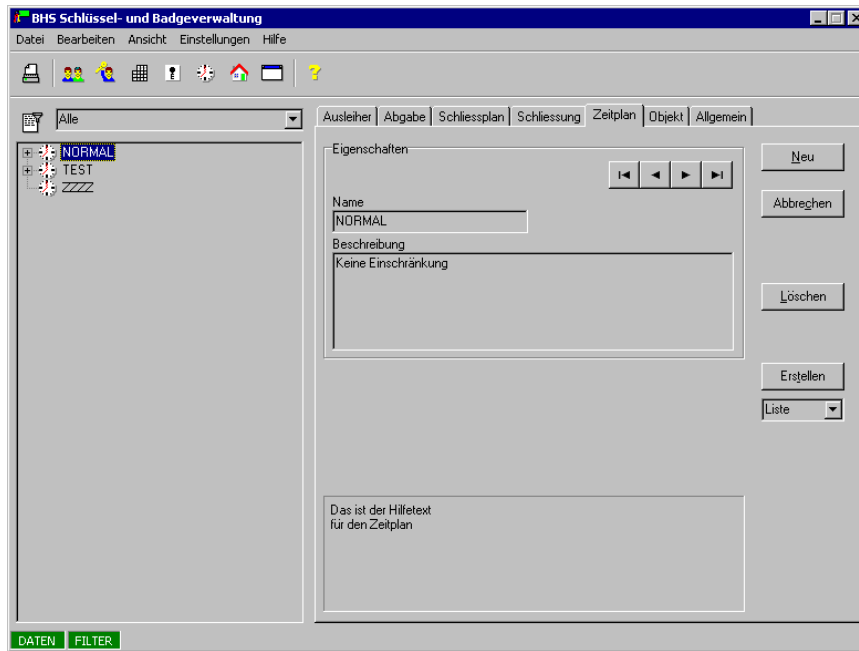 BHS Schlüssel- und Badgeverwaltung
Datei Bearbeiten Ansicht Einstellungen Hilfe
Alle
NORMAL
TEST
ZZZZ
Ausleiher Abgabe Schliessplan Schliessung Zeitplan Objekt Allgemein
Eigenschaften
Name
NORMAL
Beschreibung
Keine Einschränkung
Neu
Abbrechen
Löschen
Erstellen
Liste
Das ist der Hilfetext
für den Zeitplan
DATEN FILTER